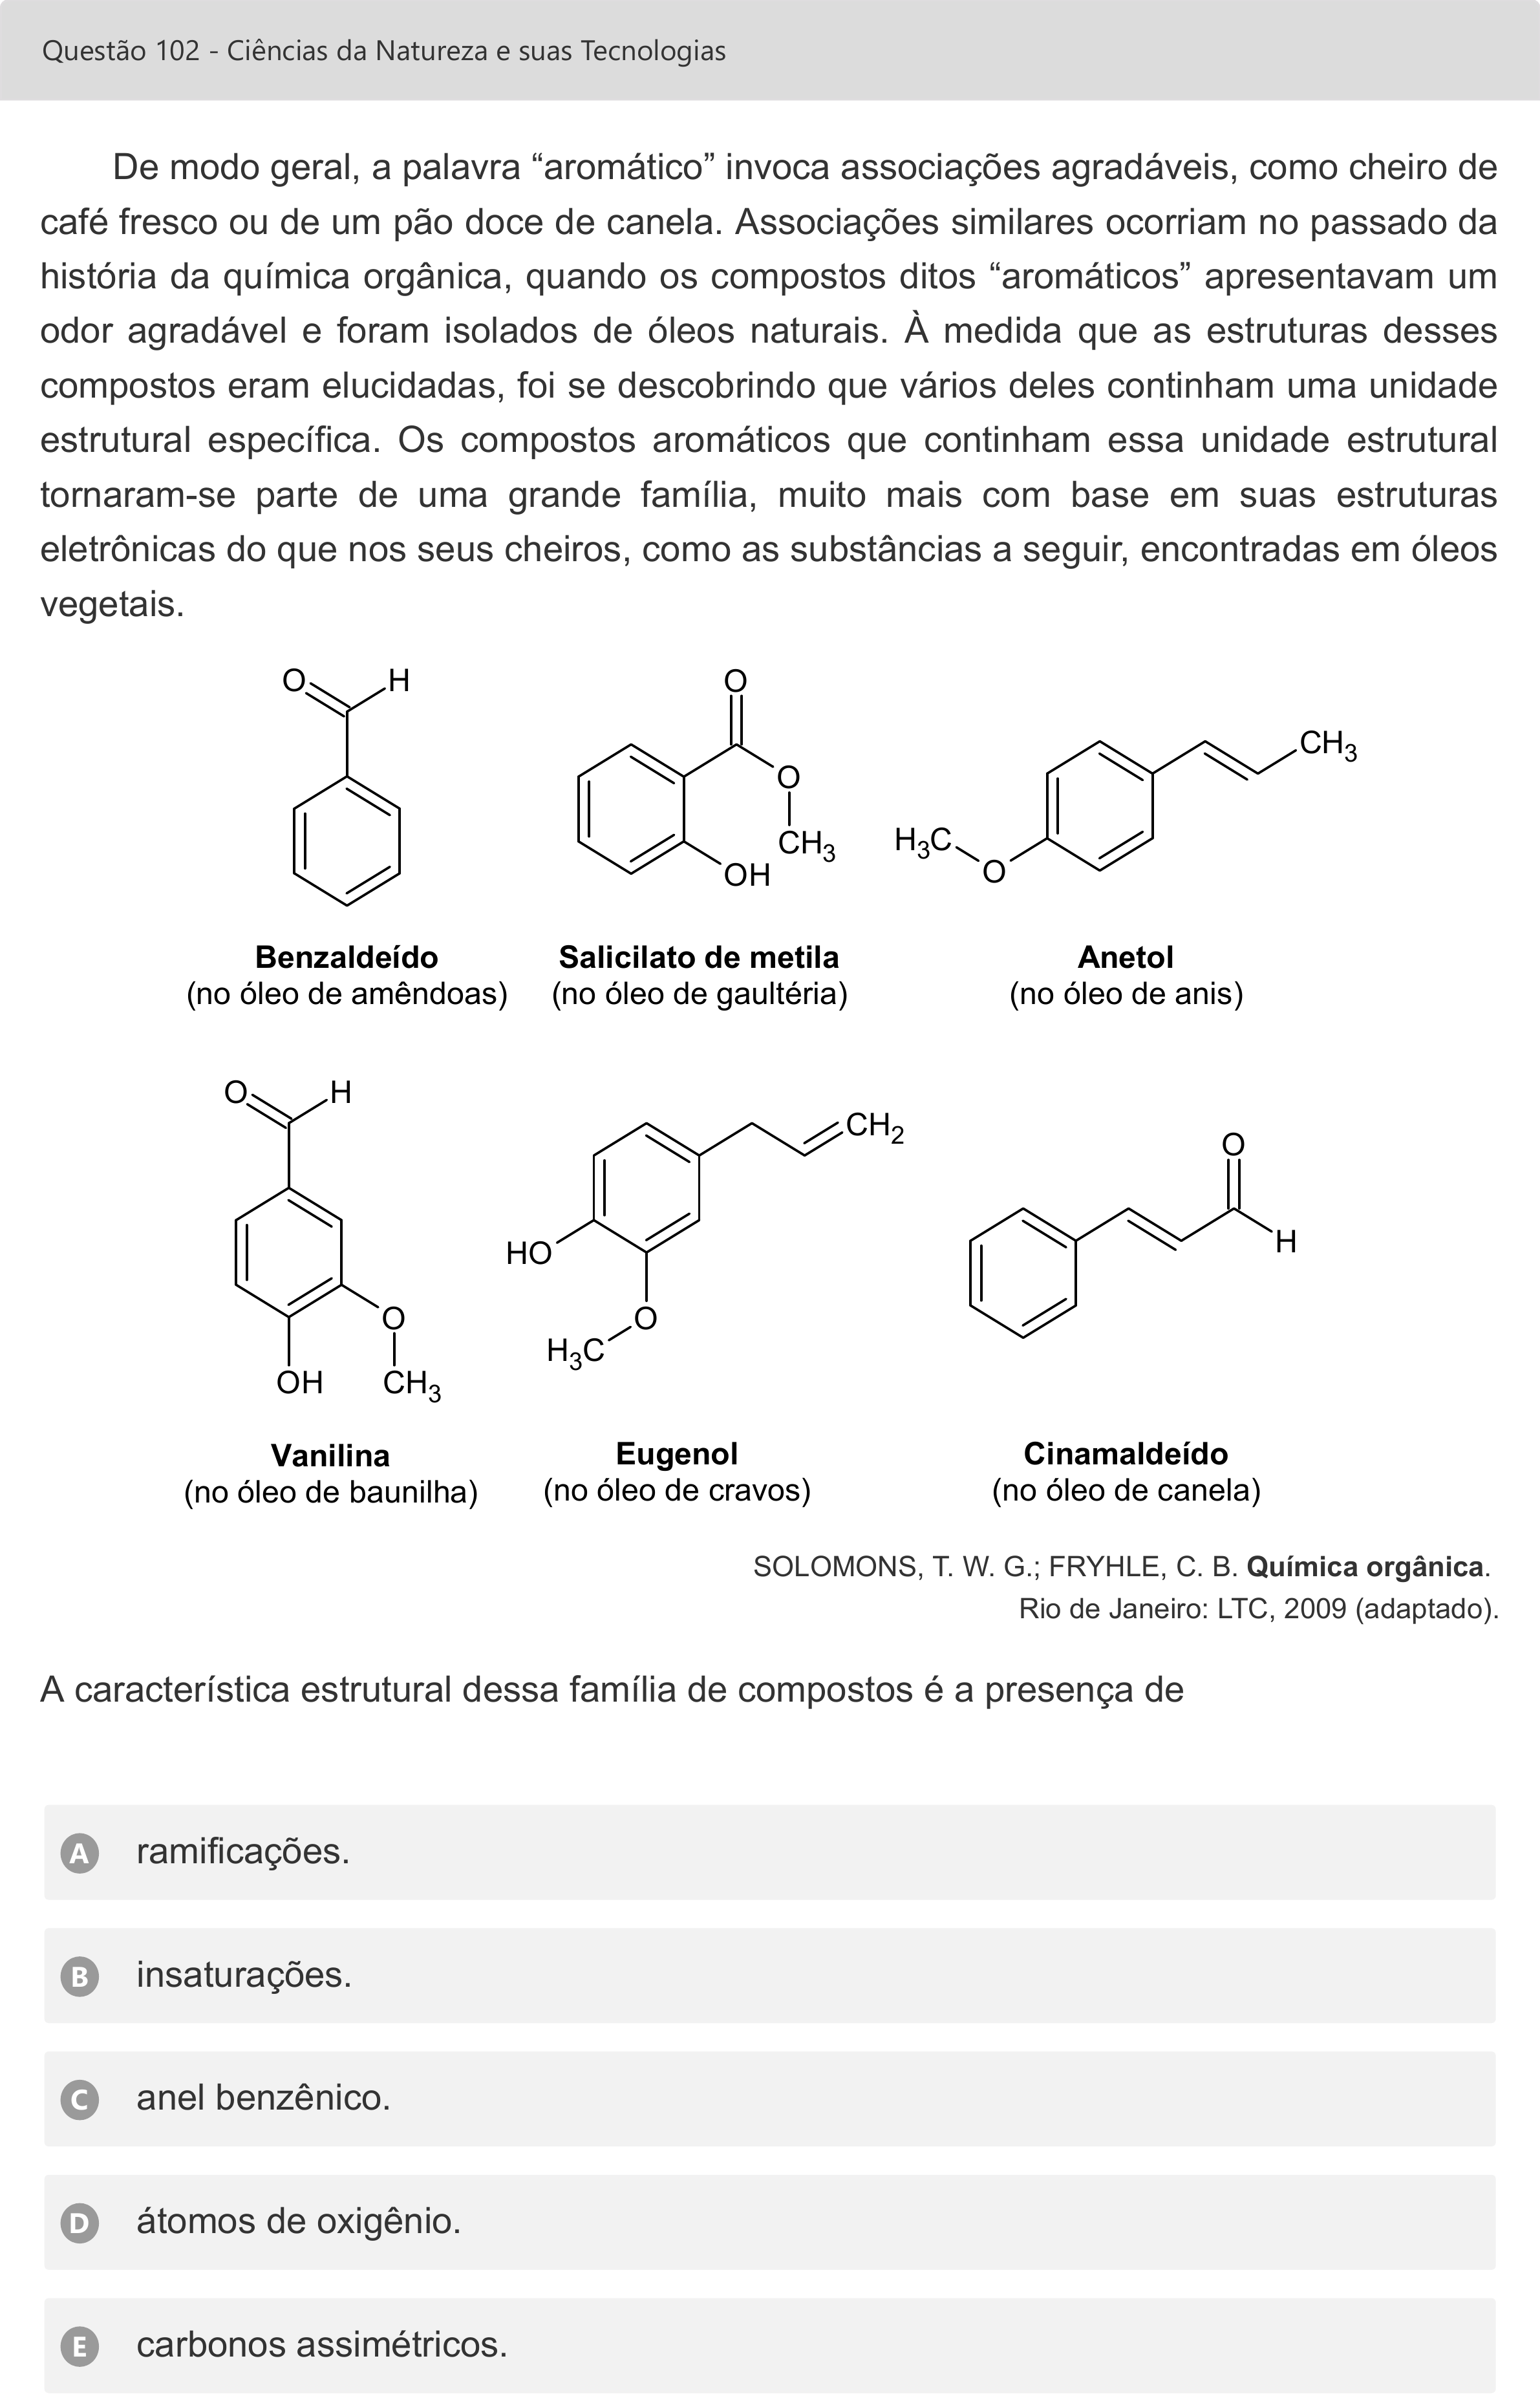 Questão 102 - Ciências da Natureza e suas Tecnologias
De modo geral, a palavra “aromático” invoca associações agradáveis, como cheiro de
café fresco ou de um pão doce de canela. Associações similares ocorriam no passado da
história da química orgânica, quando os compostos ditos “aromáticos” apresentavam um
odor agradável e foram isolados de óleos naturais. À medida que as estruturas desses
compostos eram elucidadas, foi se descobrindo que vários deles continham uma unidade
estrutural específica. Os compostos aromáticos que continham essa unidade estrutural
tornaram-se parte de uma grande família, muito mais com base em suas estruturas
eletrônicas do que nos seus cheiros, como as substâncias a seguir, encontradas em óleos
vegetais.
O H
O
O
CH3
OH
CH3
H3C
O
Benzaldeído
(no óleo de amêndoas)
Salicilato de metila
(no óleo de gaultéria)
Anetol
(no óleo de anis)
O H
O
OH CH3
CH2
HO
O
H3C
O
H
Vanilina
(no óleo de baunilha)
Eugenol
(no óleo de cravos)
Cinamaldeído
(no óleo de canela)
SOLOMONS, T. W. G.; FRYHLE, C. B. Química orgânica.
Rio de Janeiro: LTC, 2009 (adaptado).
A característica estrutural dessa família de compostos é a presença de
A ramificações.
B insaturações.
C anel benzênico.
D átomos de oxigênio.
E carbonos assimétricos.